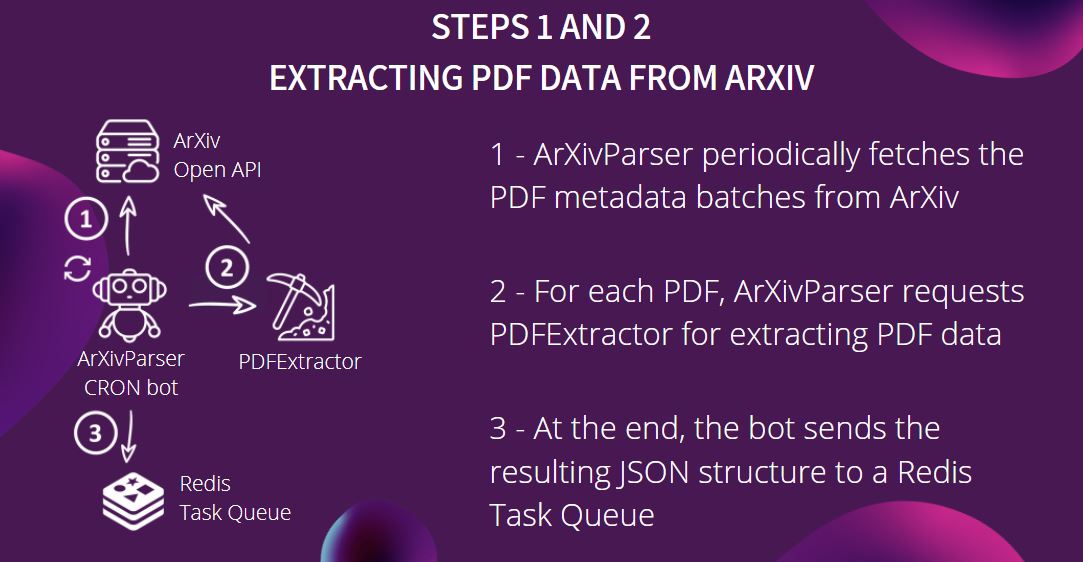 STEPS 1 AND 2
EXTRACTING PDF DATA FROM ARXIV
ArXiv
Open API
1
2
ArXivParser
CRON bot
PDFExtractor
3
Redis
Task Queue
1 - ArXivParser periodically fetches the
PDF metadata batches from ArXiv
2 - For each PDF, ArXivParser requests
PDFExtractor for extracting PDF data
3 - At the end, the bot sends the
resulting JSON structure to a Redis
Task Queue